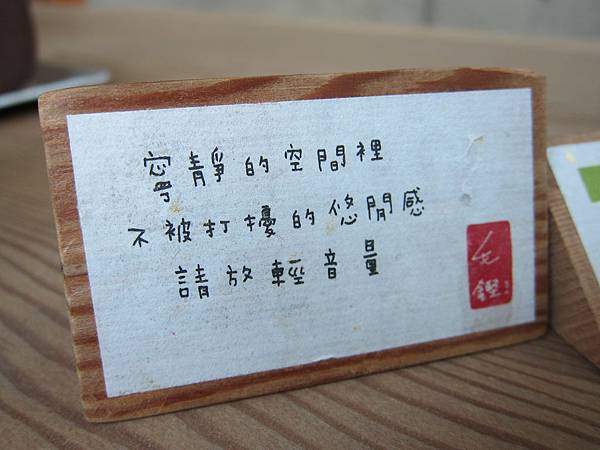 寧靜的空間裡
不被打擾的悠閒感
請放輕音量